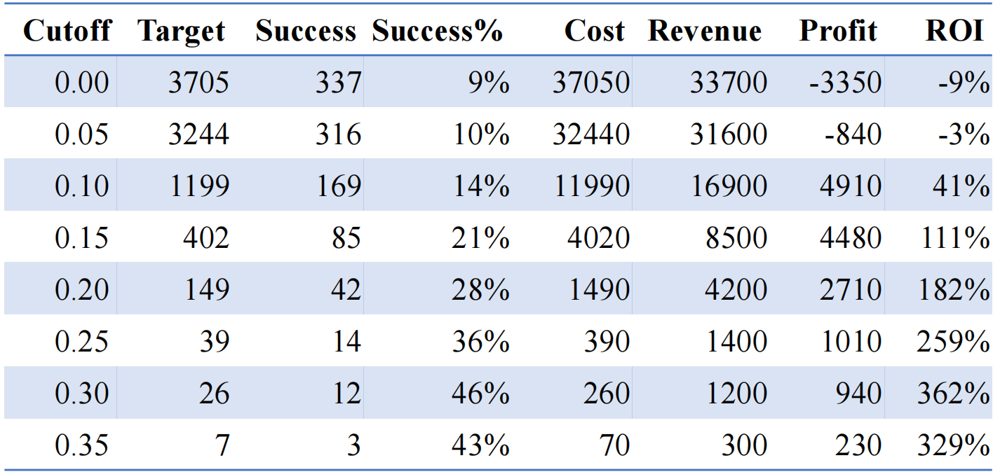 Cutoff Target Success Success% Cost Revenue Profit ROI
0.00 3705 337 9% 37050 33700 -3350 -9%
0.05 3244 316 10% 32440 31600 -840 -3%
0.10 1199 169 14% 11990 16900 4910 41%
0.15 402 85 21% 4020 8500 4480 111%
0.20 149 42 28% 1490 4200 2710 182%
0.25 39 14 36% 390 1400 1010 259%
0.30 26 12 46% 260 1200 940 362%
0.35 7 3 43% 70 300 230 329%